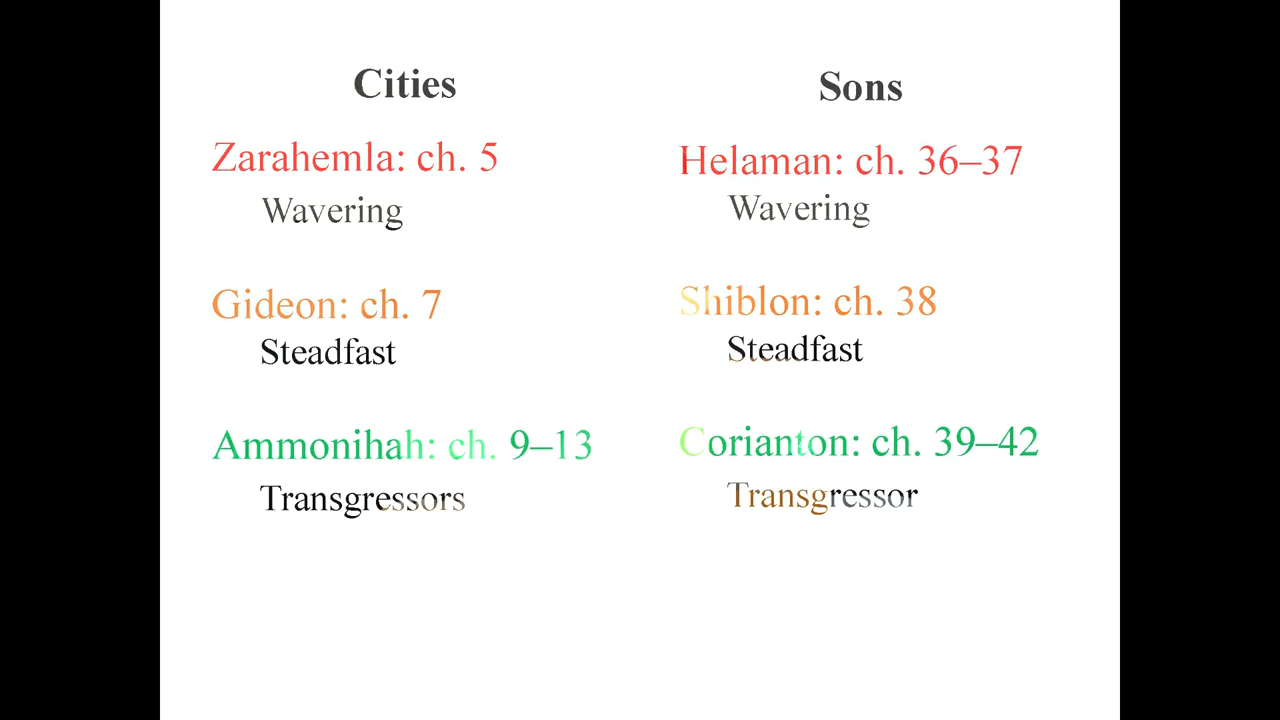 Cities
Zarahemla: ch. 5
Wavering
Gideon: ch. 7
Steadfast
Ammonihah: ch. 9–13
Transgressors
Sons
Helaman: ch. 36–37
Wavering
Shiblon: ch. 38
Steadfast
Corianton: ch. 39–42
Transgressor